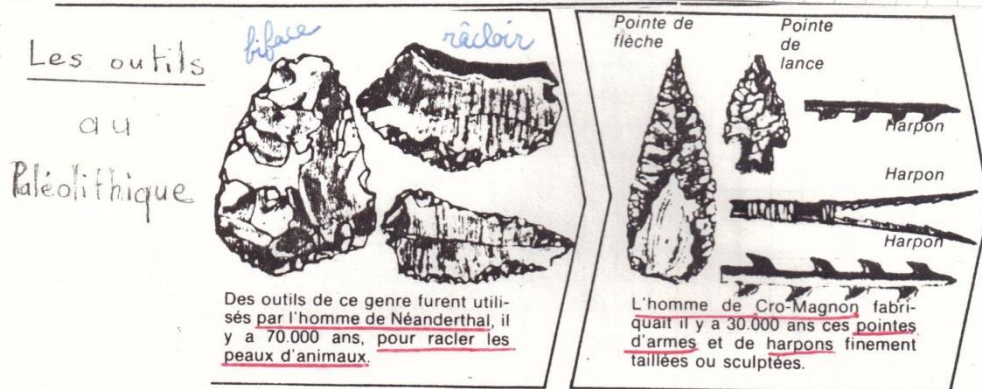 Les outils
au
Paléolithique
biface
râcloir
Des outils de ce genre furent utili-
sés par l'homme de Néanderthal, il
y a 70.000 ans, pour racler les
peaux d'animaux.
Pointe de
flèche
Pointe
de
lance
Harpon
Harpon
Harpon
L'homme de Cro-Magnon fabri-
quait il y a 30.000 ans ces pointes
d'armes et de harpons finement
taillées ou sculptées.